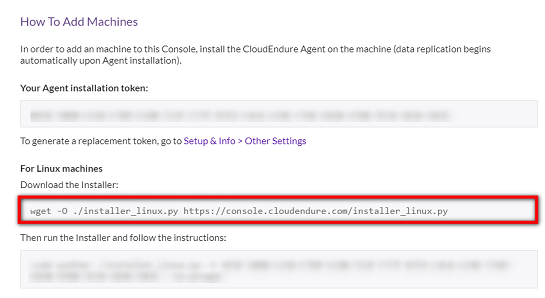 How To Add Machines
In order to add an machine to this Console, install the CloudEndure Agent on the machine (data replication begins
automatically upon Agent installation).
Your Agent installation token:
To generate a replacement token, go to Setup & Info > Other Settings
For Linux machines
Download the Installer:
wget -O ./installer_linux.py https://console.cloudendure.com/installer_linux.py
Then run the Installer and follow the instructions: